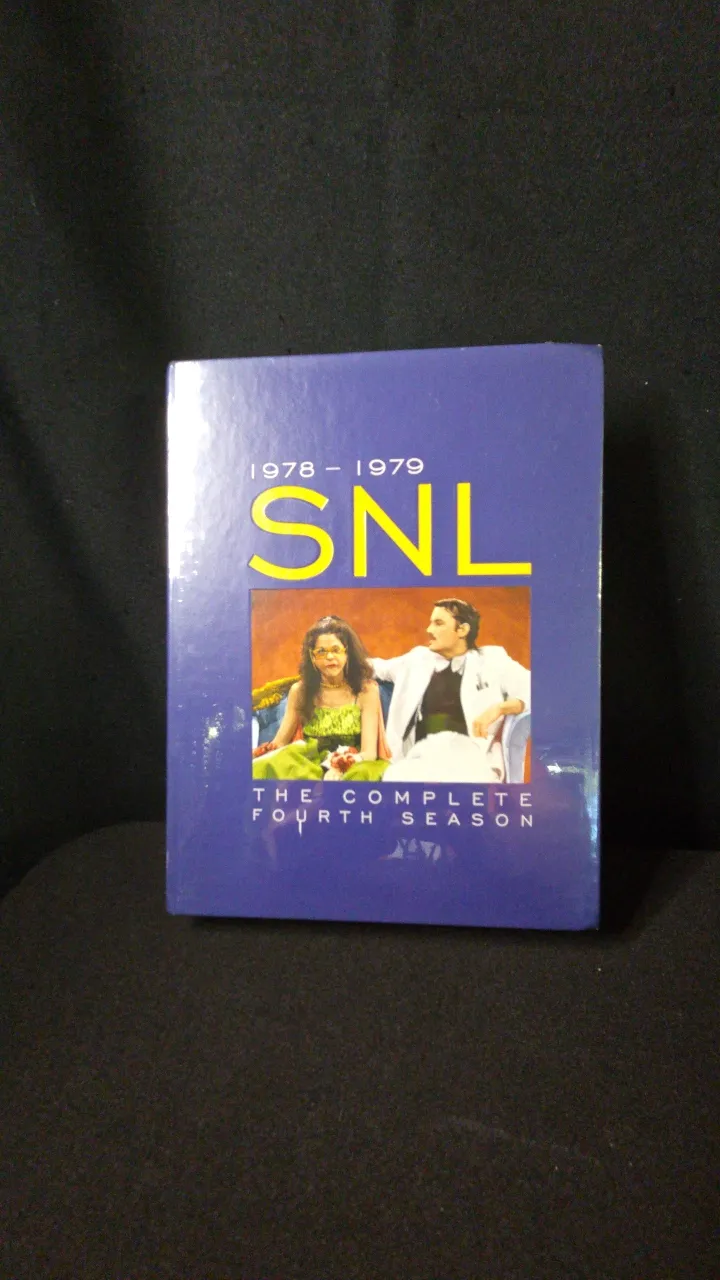 1978 – 1979
SNL
THE COMPLETE
FOURTH SEASON